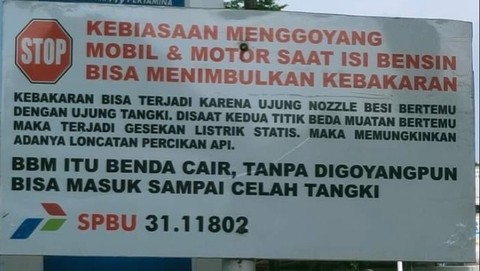 PERTAMINA
STOP
KEBIASAAN MENGGOYANG
MOBIL & MOTOR SAAT ISI BENSIN
BISA MENIMBULKAN KEBAKARAN
KEBAKARAN BISA TERJADI KARENA UJUNG NOZZLE BESI BERTEMU
DENGAN UJUNG TANGKI. DISAAT KEDUA TITIK BEDA MUATAN BERTEMU
MAKA TERJADI GESEKAN LISTRIK STATIS. MAKA MEMUNGKINKAN
ADANYA LONCATAN PERCIKAN API.
BBM ITU BENDA CAIR, TANPA DIGOYANGPUN
BISA MASUK SAMPAI CELAH TANGKI
SPBU 31.11802